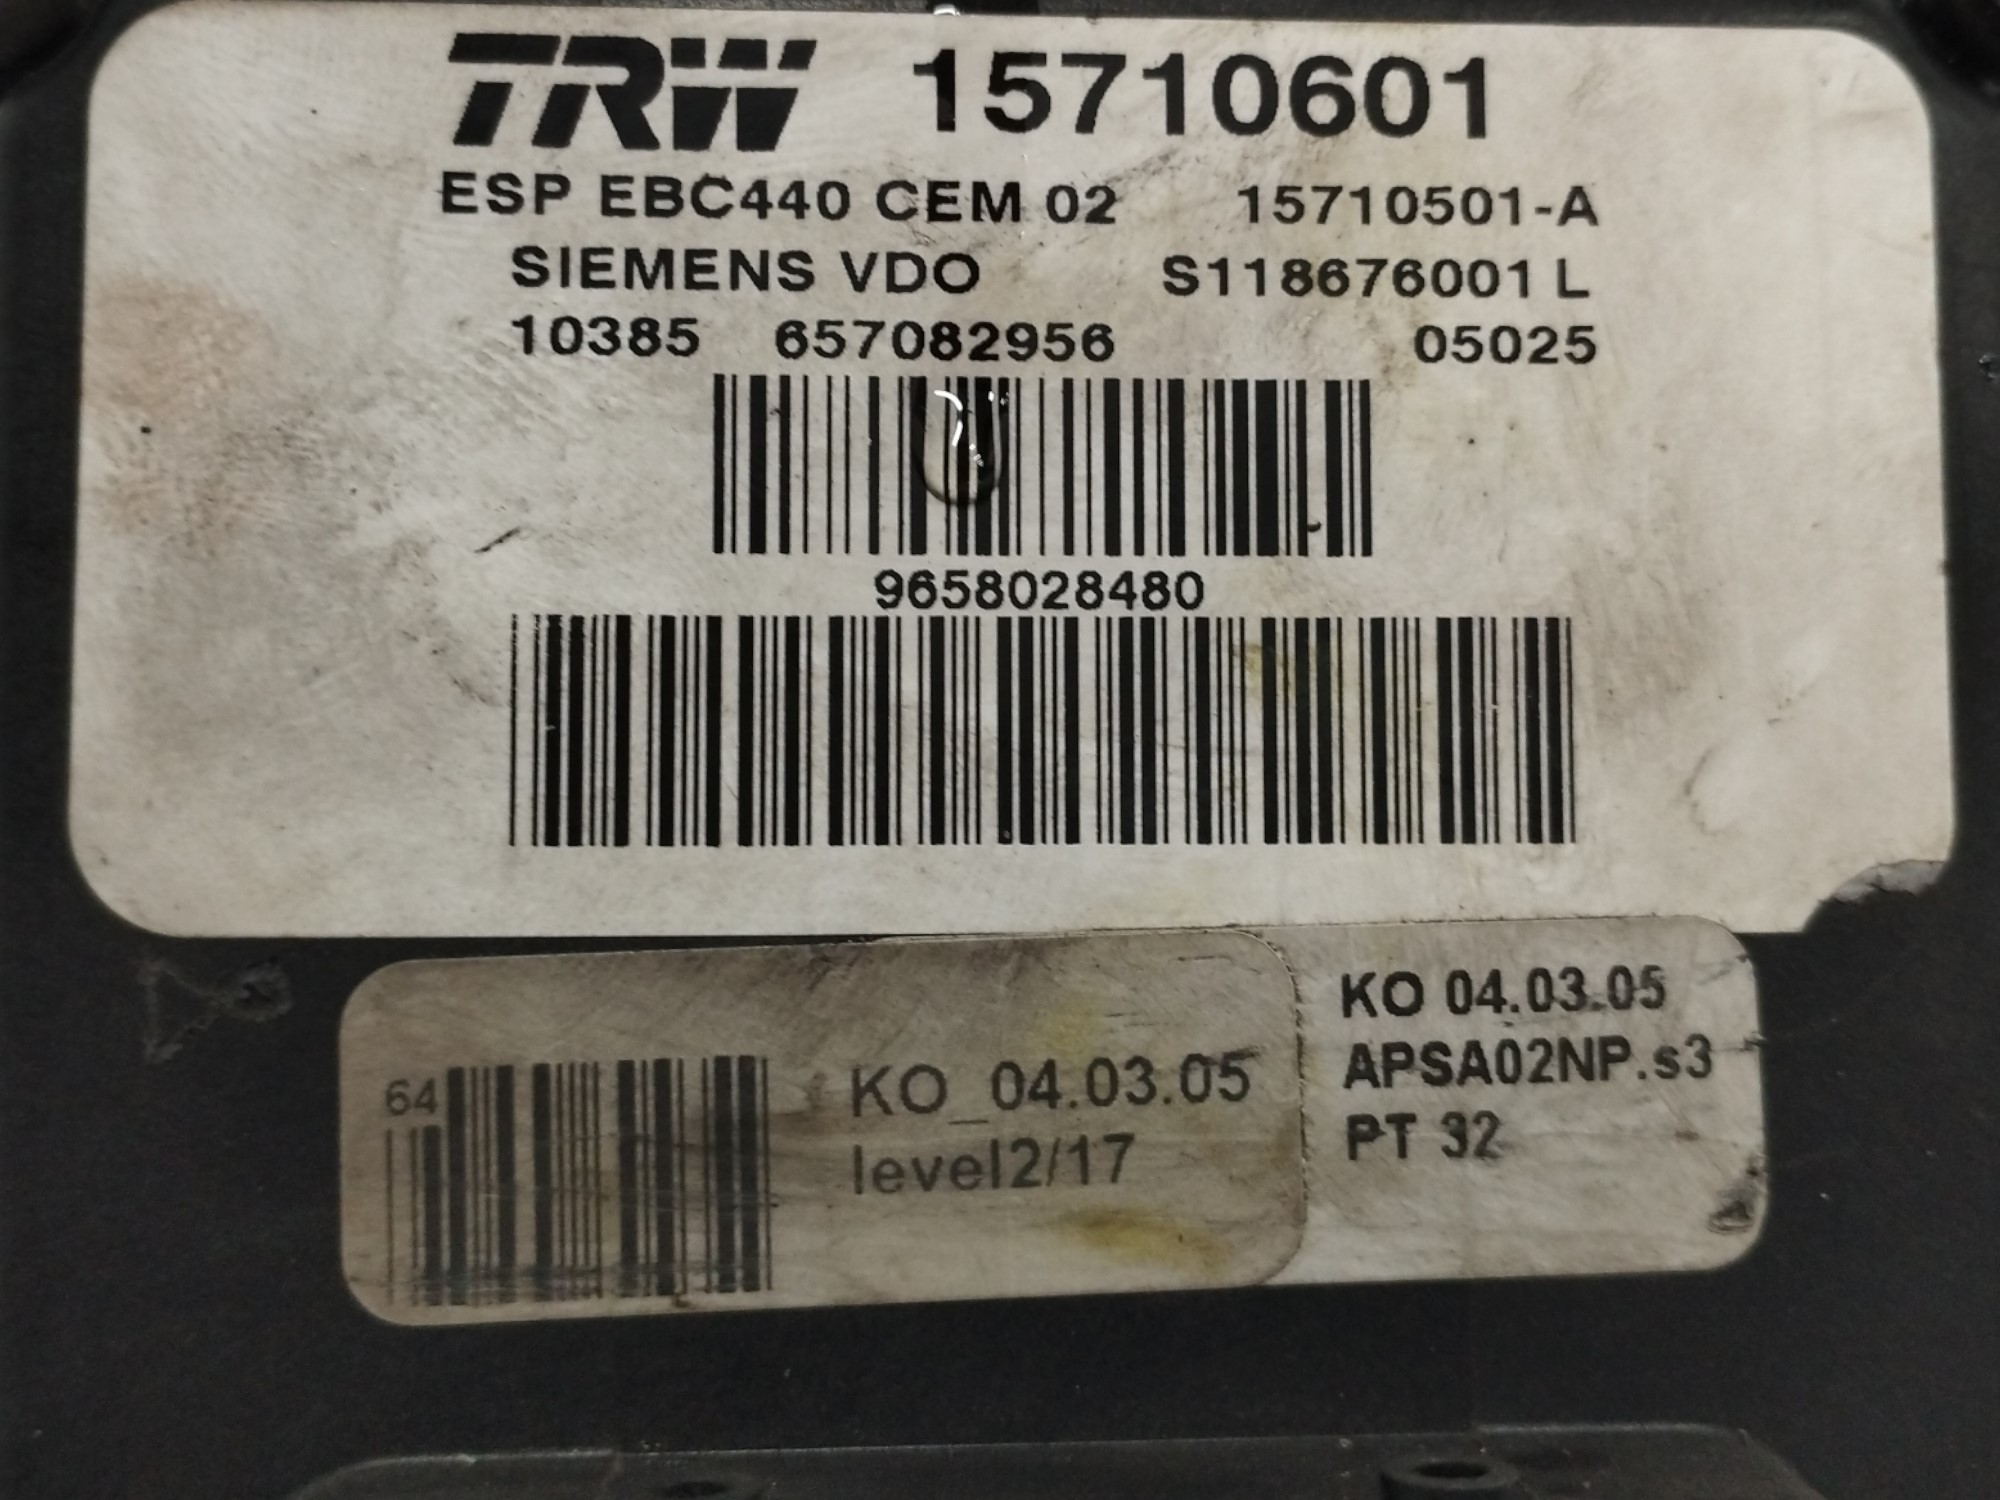 TRW 15710601
ESP EBC440 CEM 02 15710501-A
SIEMENS VDO S118676001 L
10385 657082956 05025
9658028480
KO 04.03.05
APSA02NP.s3
PT 32
64
KO_04.03.05
level2/17